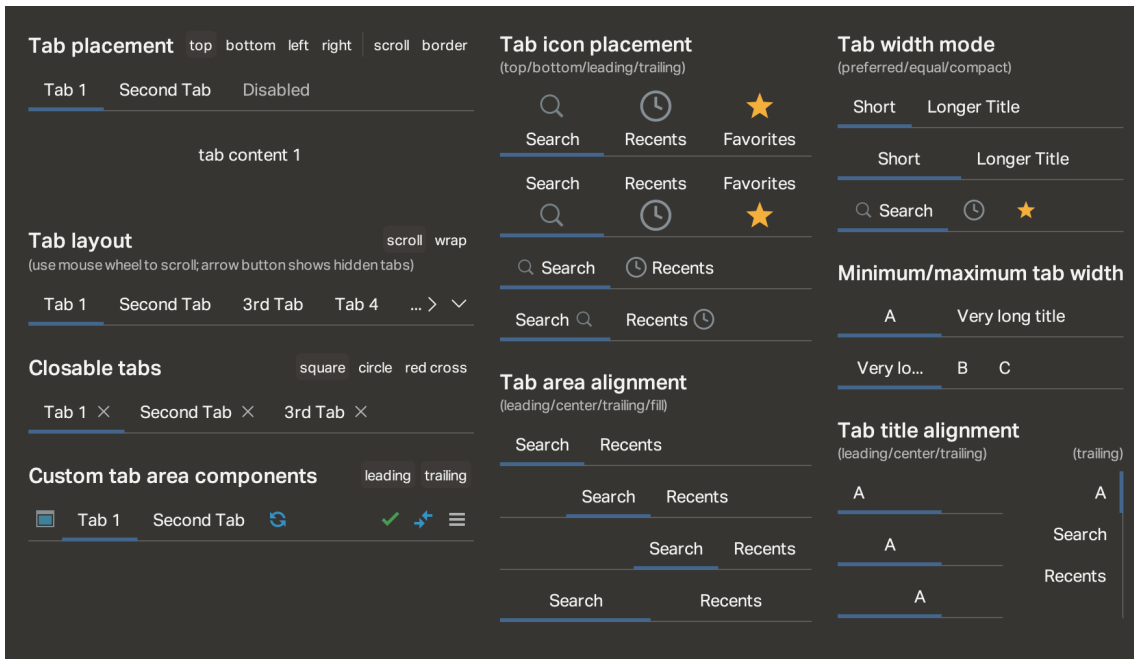 Tab placement top bottom left right scroll border
Tab 1 Second Tab Disabled
tab content 1
Tab layout scroll wrap
(use mouse wheel to scroll; arrow button shows hidden tabs)
Tab 1 Second Tab 3rd Tab Tab 4 ...
Closable tabs square circle red cross
Tab 1 Second Tab 3rd Tab
Custom tab area components leading trailing
Tab 1 Second Tab
Tab icon placement
(top/bottom/leading/trailing)
Search Recents Favorites
Search Recents Favorites
Search Recents
Search Recents
Tab area alignment
(leading/center/trailing/fill)
Search Recents
Search Recents
Search Recents
Search Recents
Tab width mode
(preferred/equal/compact)
Short Longer Title
Short Longer Title
Search
Minimum/maximum tab width
A Very long title
Very lo... B C
Tab title alignment
(leading/center/trailing) (trailing)
A A
Search
A
Recents
A